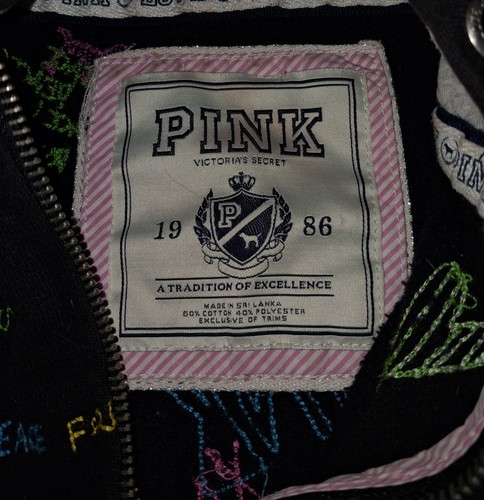 PINK
VICTORIA'S SECRET
P
19 86
A TRADITION OF EXCELLENCE
MADE IN SRI LANKA
60% COTTON 40% POLYESTER
EXCLUSIVE OF TRIMS